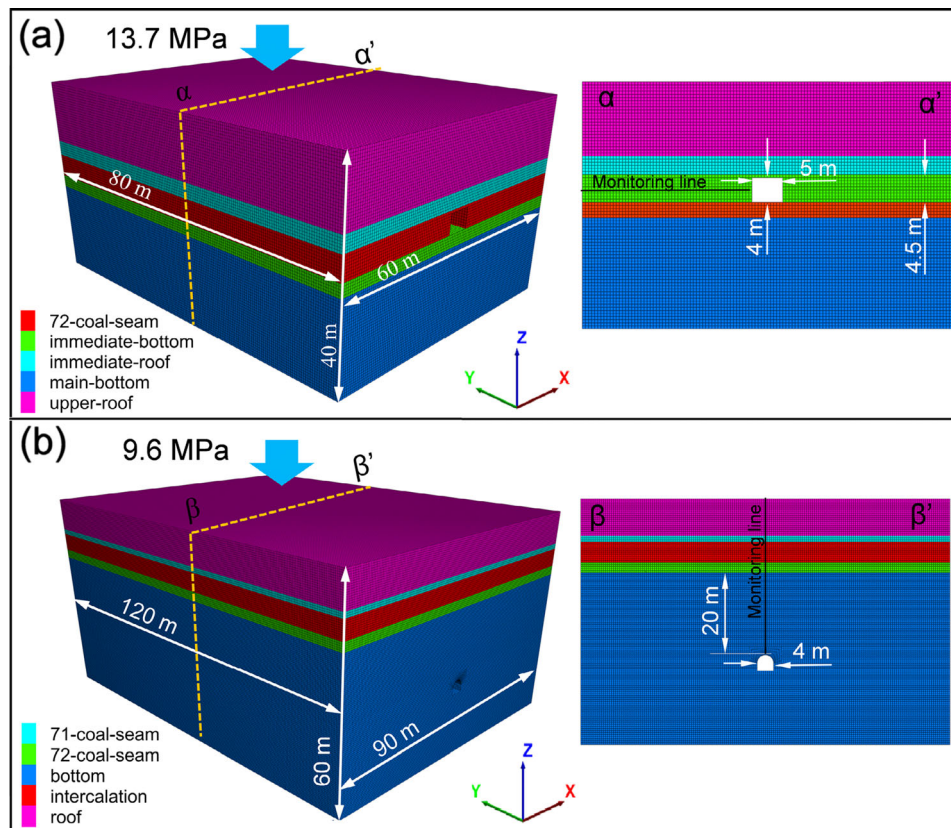 (a)
13.7 MPa
α
α'
80 m
60 m
40 m
72-coal-seam
immediate-bottom
immediate-roof
main-bottom
upper-roof
Z
Y
X
α
α'
Monitoring line
5 m
4 m
4.5 m
(b)
9.6 MPa
β
β'
120 m
90 m
60 m
71-coal-seam
72-coal-seam
bottom
intercalation
roof
Z
Y
X
β
β'
Monitoring line
20 m
4 m